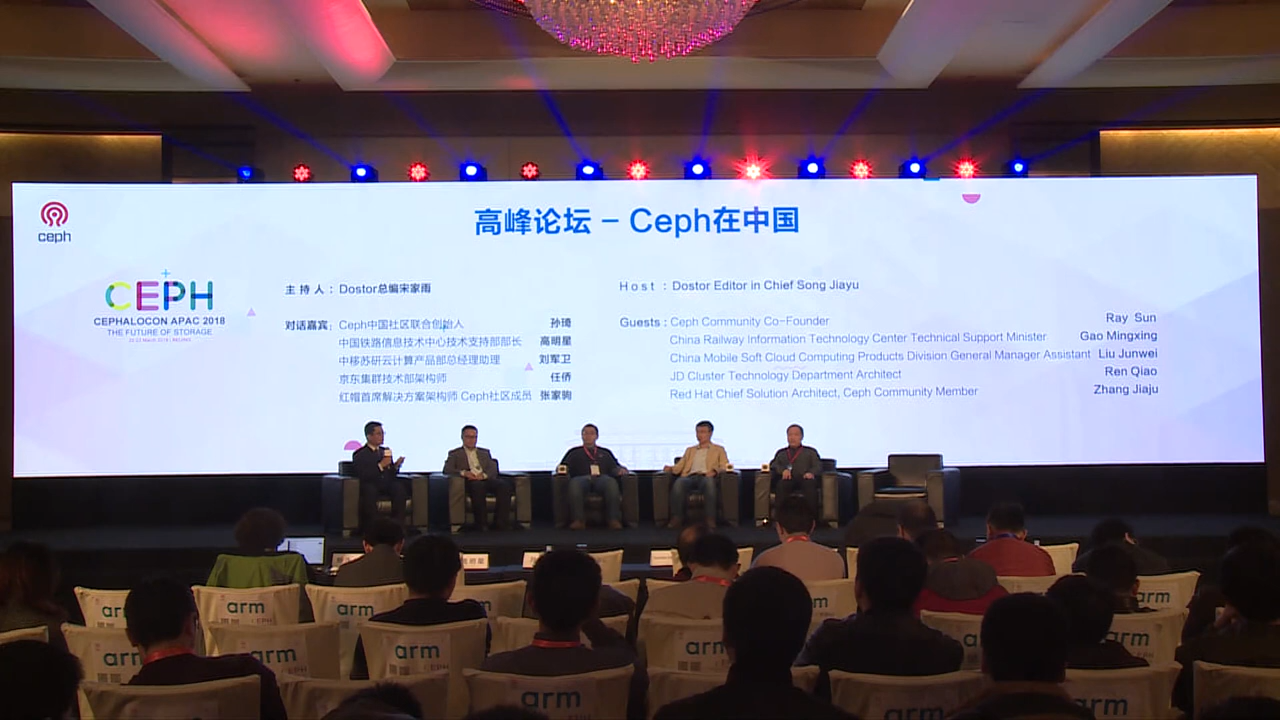 高峰论坛 – Ceph在中国
ceph
CEPH
CEPHALOCON APAC 2018
THE FUTURE OF STORAGE
主 持 人 ： Dostor总编宋家雨
对话嘉宾： Ceph中国社区联合创始人 孙琦
中国铁路信息技术中心技术支持部部长 高明星
中移苏研云计算产品部总经理助理 刘军卫
京东集群技术部架构师 任侨
红帽首席解决方案架构师 Ceph社区成员 张家驹
Host ： Dostor Editor in Chief Song Jiayu
Guests : Ceph Community Co-Founder Ray Sun
China Railway Information Technology Center Technical Support Minister Gao Mingxing
China Mobile Soft Cloud Computing Products Division General Manager Assistant Liu Junwei
JD Cluster Technology Department Architect Ren Qiao
Red Hat Chief Solution Architect, Ceph Community Member Zhang Jiaju
arm
arm
arm
arm
arm
arm
arm
arm
arm
arm
arm
arm
arm
arm